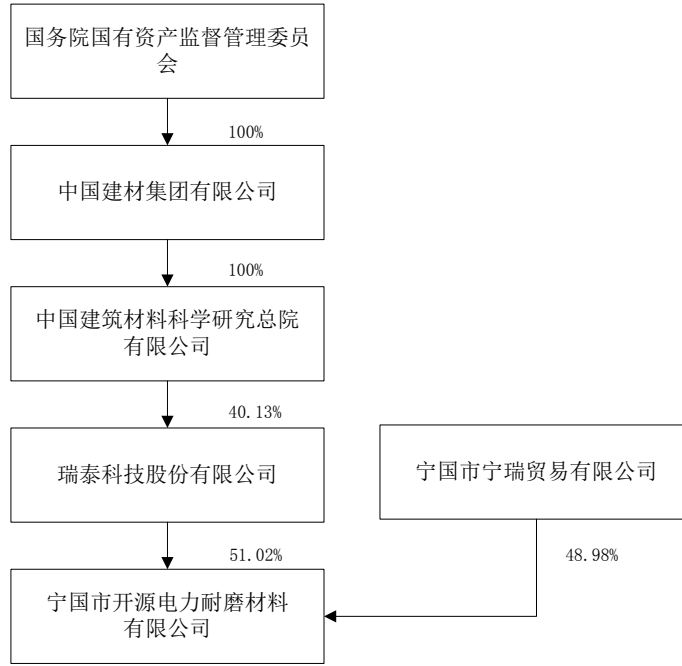 国务院国有资产监督管理委员
会
100%
中国建材集团有限公司
100%
中国建筑材料科学研究总院
有限公司
40.13%
瑞泰科技股份有限公司
宁国市宁瑞贸易有限公司
51.02%
48.98%
宁国市开源电力耐磨材料
有限公司